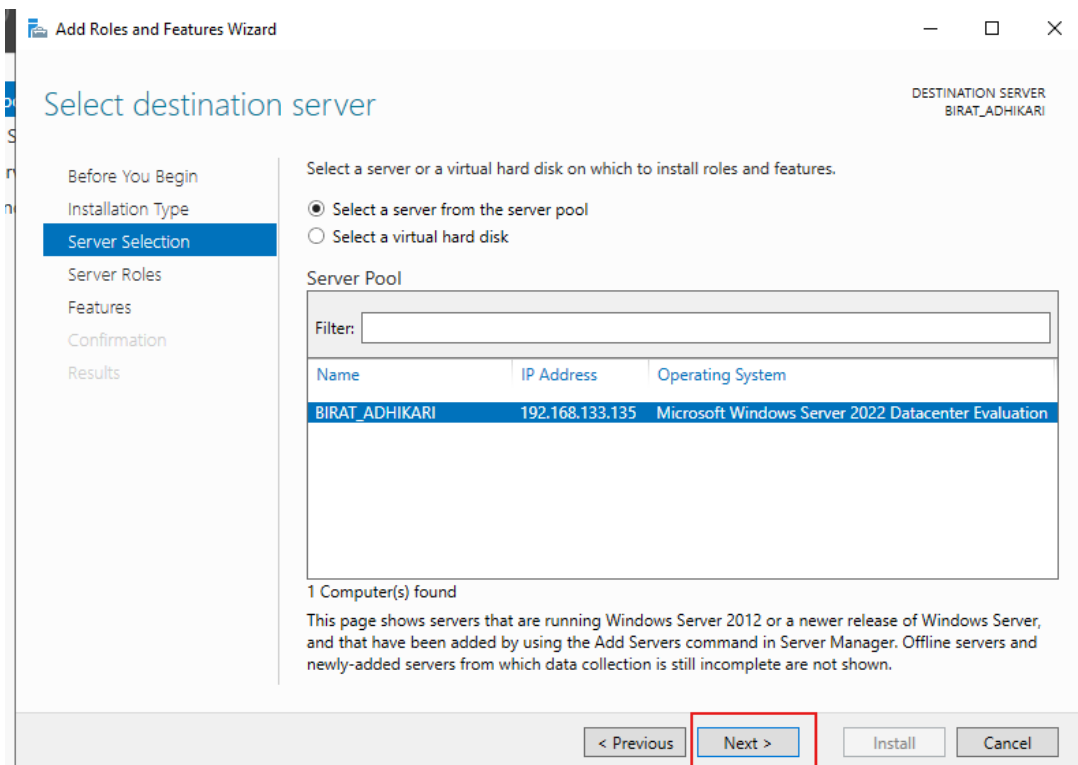 Add Roles and Features Wizard
Select destination server
DESTINATION SERVER
BIRAT_ADHIKARI
Before You Begin
Installation Type
Server Selection
Server Roles
Features
Confirmation
Results
Select a server or a virtual hard disk on which to install roles and features.
Select a server from the server pool
Select a virtual hard disk
Server Pool
Filter:
Name IP Address Operating System
BIRAT_ADHIKARI 192.168.133.135 Microsoft Windows Server 2022 Datacenter Evaluation
1 Computer(s) found
This page shows servers that are running Windows Server 2012 or a newer release of Windows Server,
and that have been added by using the Add Servers command in Server Manager. Offline servers and
newly-added servers from which data collection is still incomplete are not shown.
< Previous Next > Install Cancel